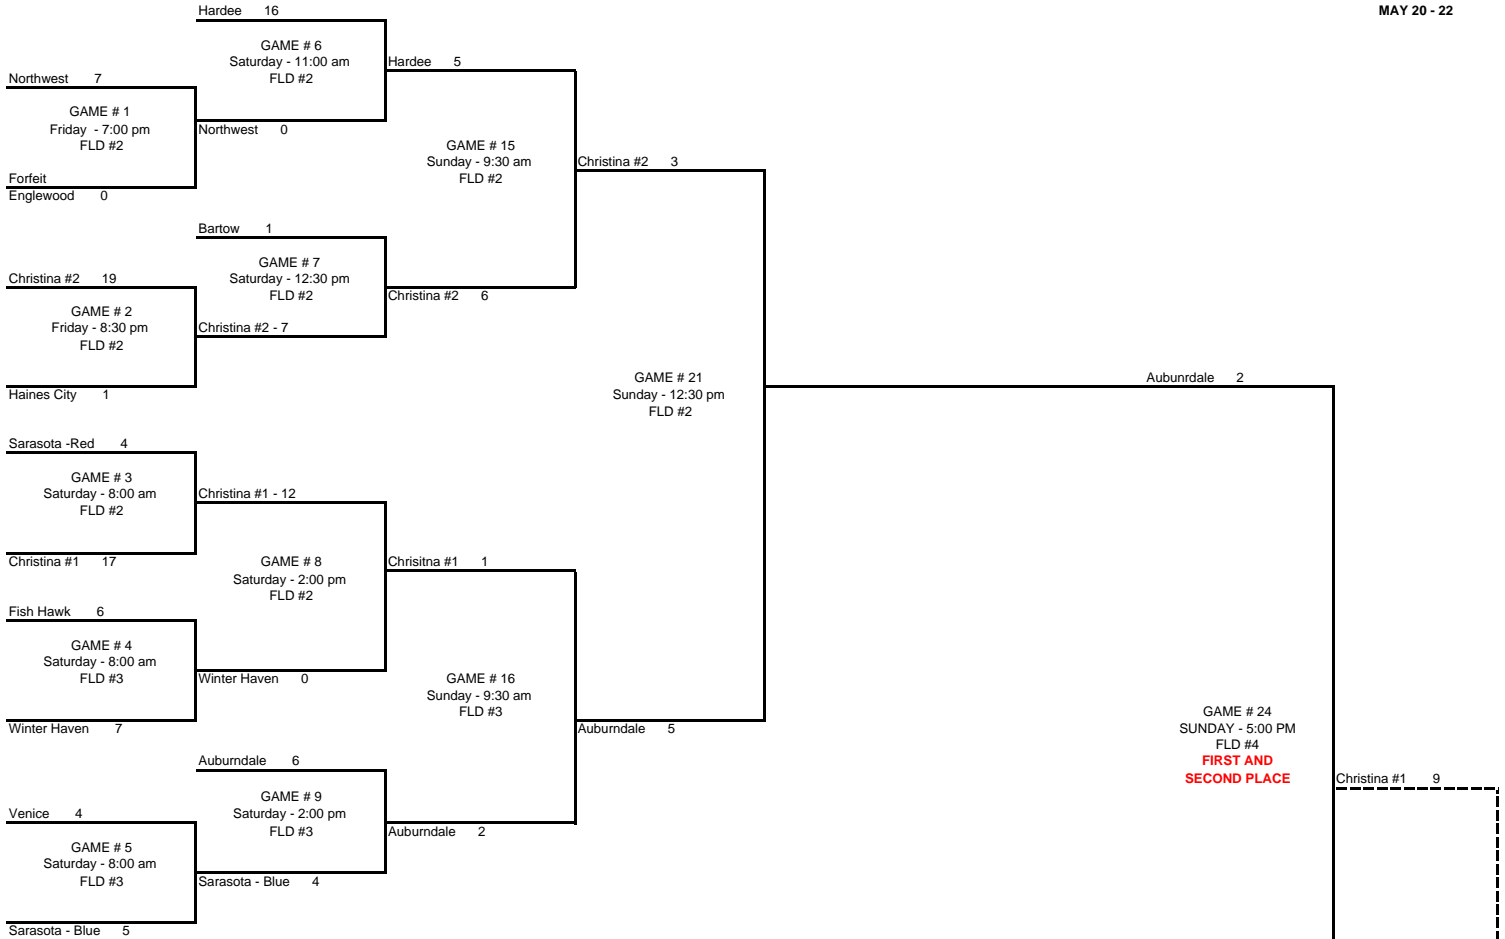 MAY 20 - 22
Hardee 16
GAME # 6
Saturday - 11:00 am
FLD #2
Hardee 5
Northwest 7
GAME # 1
Friday - 7:00 pm
FLD #2
Northwest 0
Forfeit
Englewood 0
GAME # 15
Sunday - 9:30 am
FLD #2
Christina #2 3
Bartow 1
GAME # 7
Saturday - 12:30 pm
FLD #2
Christina #2 6
Christina #2 19
GAME # 2
Friday - 8:30 pm
FLD #2
Christina #2 - 7
Haines City 1
GAME # 21
Sunday - 12:30 pm
FLD #2
Aubunrdale 2
Sarasota -Red 4
GAME # 3
Saturday - 8:00 am
FLD #2
Christina #1 - 12
Christina #1 17
GAME # 8
Saturday - 2:00 pm
FLD #2
Chrisitna #1 1
Fish Hawk 6
GAME # 4
Saturday - 8:00 am
FLD #3
Winter Haven 0
Winter Haven 7
GAME # 16
Sunday - 9:30 am
FLD #3
Auburndale 5
Auburndale 6
GAME # 9
Saturday - 2:00 pm
FLD #3
Auburndale 2
Venice 4
GAME # 5
Saturday - 8:00 am
FLD #3
Sarasota - Blue 4
Sarasota - Blue 5
GAME # 24
SUNDAY - 5:00 PM
FLD #4
FIRST AND
SECOND PLACE
Christina #1 9